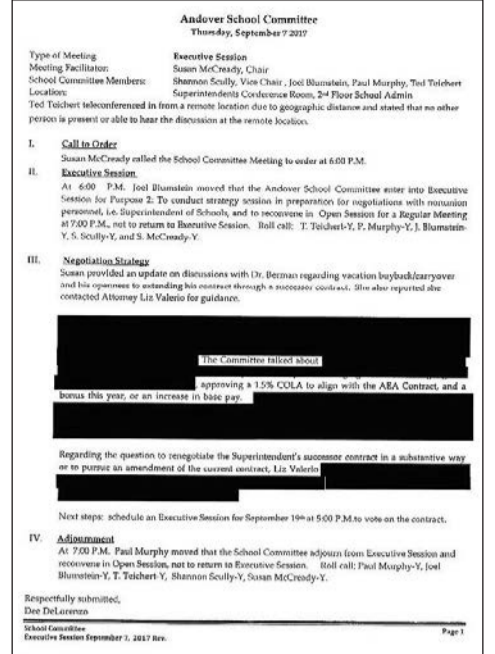 Andover School Committee
Thursday, September 7 2017
Type of Meeting Executive Session
Meeting Facilitator: Susan McCready, Chair
School Committee Members: Shannon Scully, Vice Chair , Joel Blumstein, Paul Murphy, Ted Teichert
Location: Superintendents Conference Room, 2nd Floor School Admin
Ted Teichert teleconferenced in from a remote location due to geographic distance and stated that no other
person is present or able to hear the discussion at the remote location.
I. Call to Order
Susan McCready called the School Committee Meeting to order at 6:00 P.M.
II. Executive Session
At 6:00 P.M. Joel Blumstein moved that the Andover School Committee enter into Executive
Session for Purpose 2: To conduct strategy session in preparation for negotiations with nonunion
personnel, i.e. Superintendent of Schools, and to reconvene in Open Session for a Regular Meeting
at 7:00 P.M., not to return to Executive Session. Roll call: T. Teichert-Y, P. Murphy-Y, J. Blumstein-
Y, S. Scully-Y, and S. McCready-Y.
III. Negotiation Strategy
Susan provided an update on discussions with Dr. Berman regarding vacation buyback/carryover
and his openness to extending his contract through a successor contract. She also reported she
contacted Attorney Liz Valerio for guidance.
The Committee talked about
, approving a 1.5% COLA to align with the AEA Contract, and a
bonus this year, or an increase in base pay.
Regarding the question to renegotiate the Superintendent's successor contract in a substantive way
or to pursue an amendment of the current contract, Liz Valerio
Next steps: schedule an Executive Session for September 19th at 5:00 P.M.to vote on the contract.
IV. Adjournment
At 7:00 P.M. Paul Murphy moved that the School Committee adjourn from Executive Session and
reconvene in Open Session, not to return to Executive Session. Roll call: Paul Murphy-Y, Joel
Blumstein-Y, T. Teichert-Y, Shannon Scully-Y, Susan McCready-Y.
Respectfully submitted,
Dee DeLorenzo
School Committee
Executive Session September 7, 2017 Rev.
Page 1